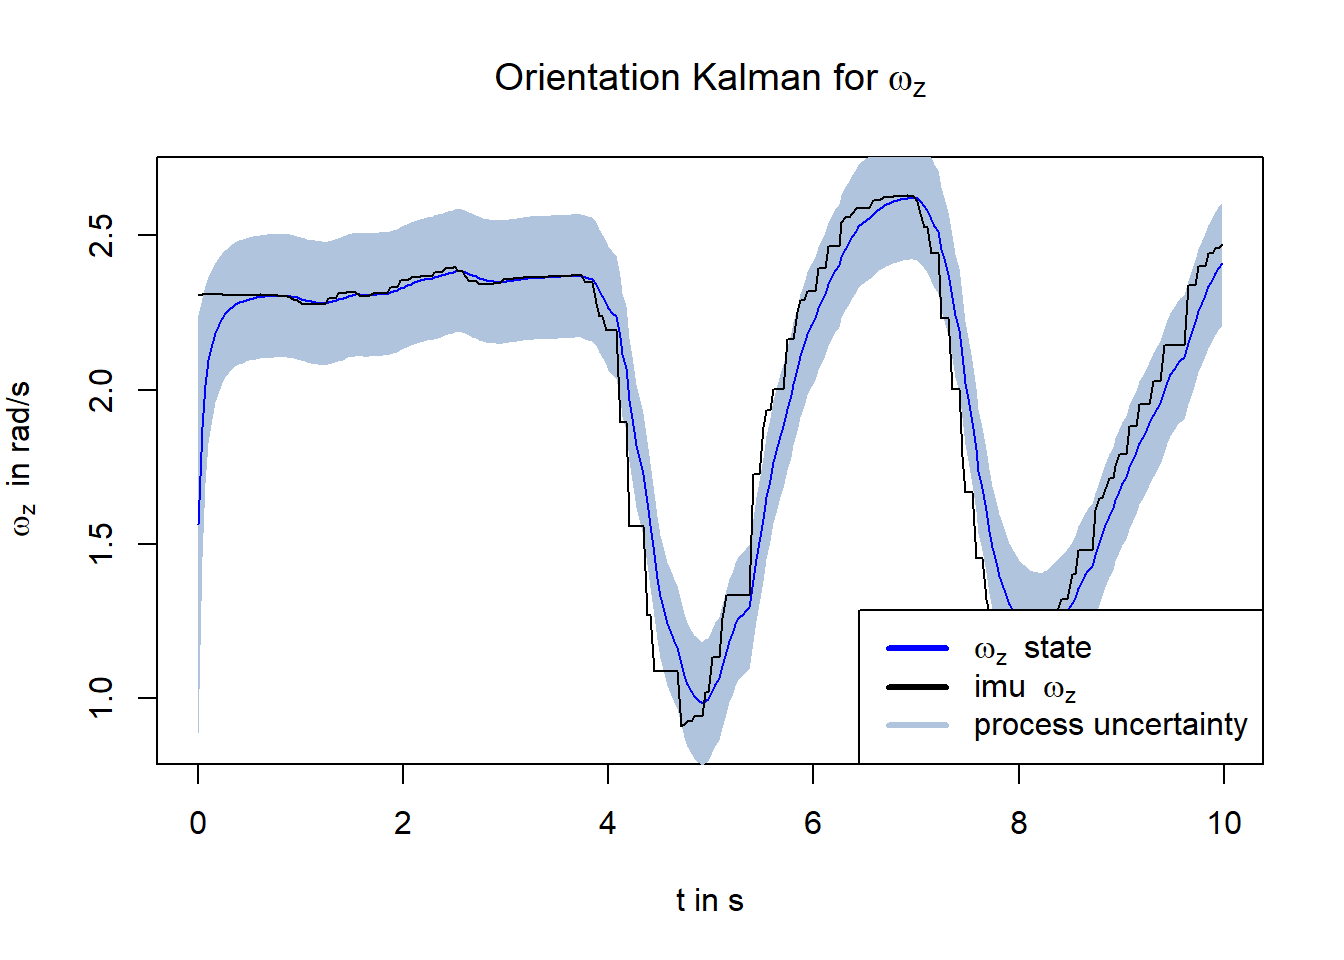 Orientation Kalman for ωz
ωz in rad/s
2.5
2.0
1.5
1.0
0 2 4 6 8 10
t in s
ωz state
imu ωz
process uncertainty